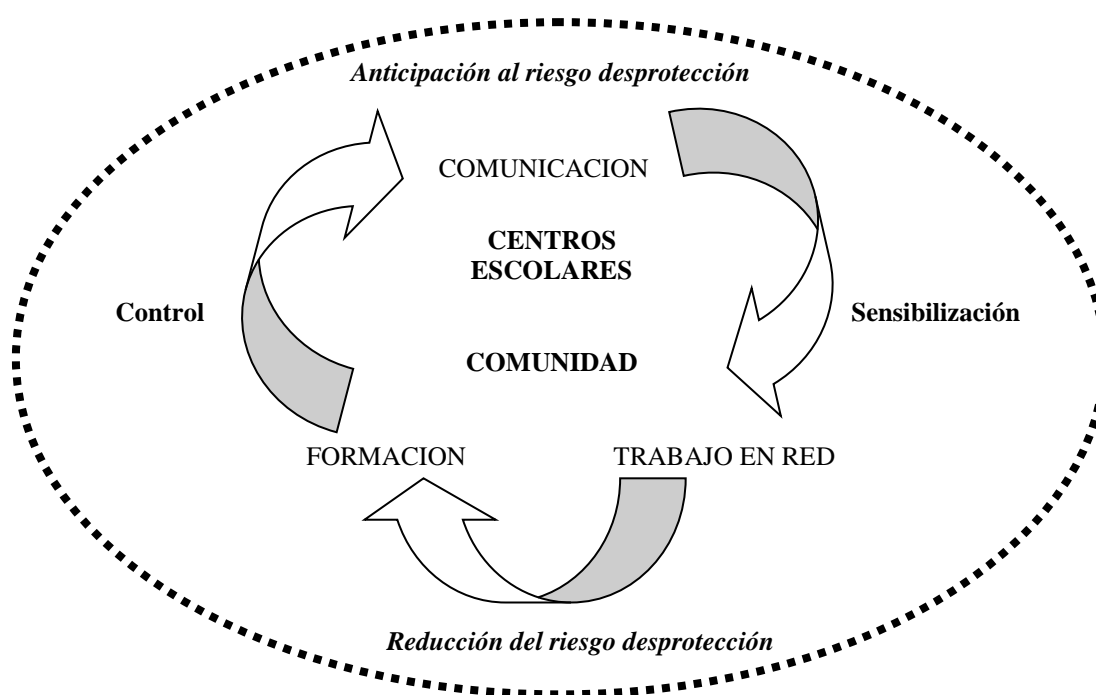 Anticipación al riesgo desprotección
COMUNICACION
CENTROS
ESCOLARES
Control
Sensibilización
COMUNIDAD
FORMACION
TRABAJO EN RED
Reducción del riesgo desprotección